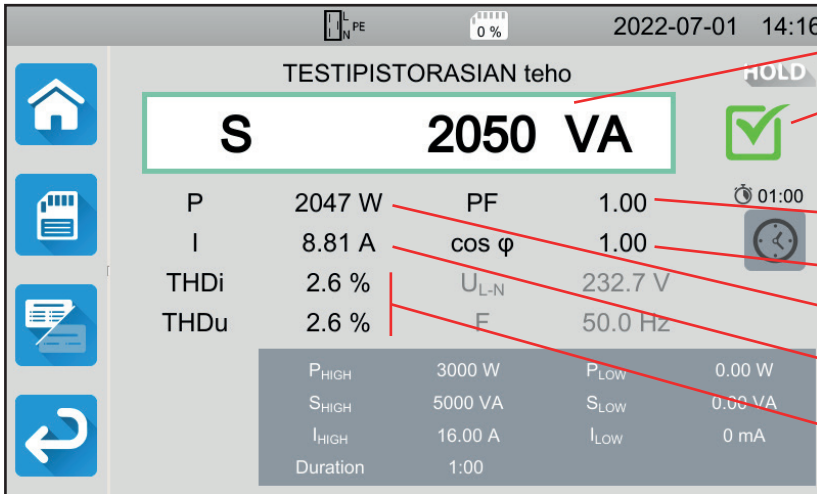 L
N PE 0 % 2022-07-01 14:16
TESTIPISTORASIAN teho HOLD
S 2050 VA
P 2047 W PF 1.00 01:00
I 8.81 A cos φ 1.00
THDi 2.6 % UL-N 232.7 V
THDu 2.6 % F 50.0 Hz
PHIGH 3000 W PLOW 0.00 W
SHIGH 5000 VA SLOW 0.00 VA
IHIGH 16.00 A ILOW 0 mA
Duration 1:00